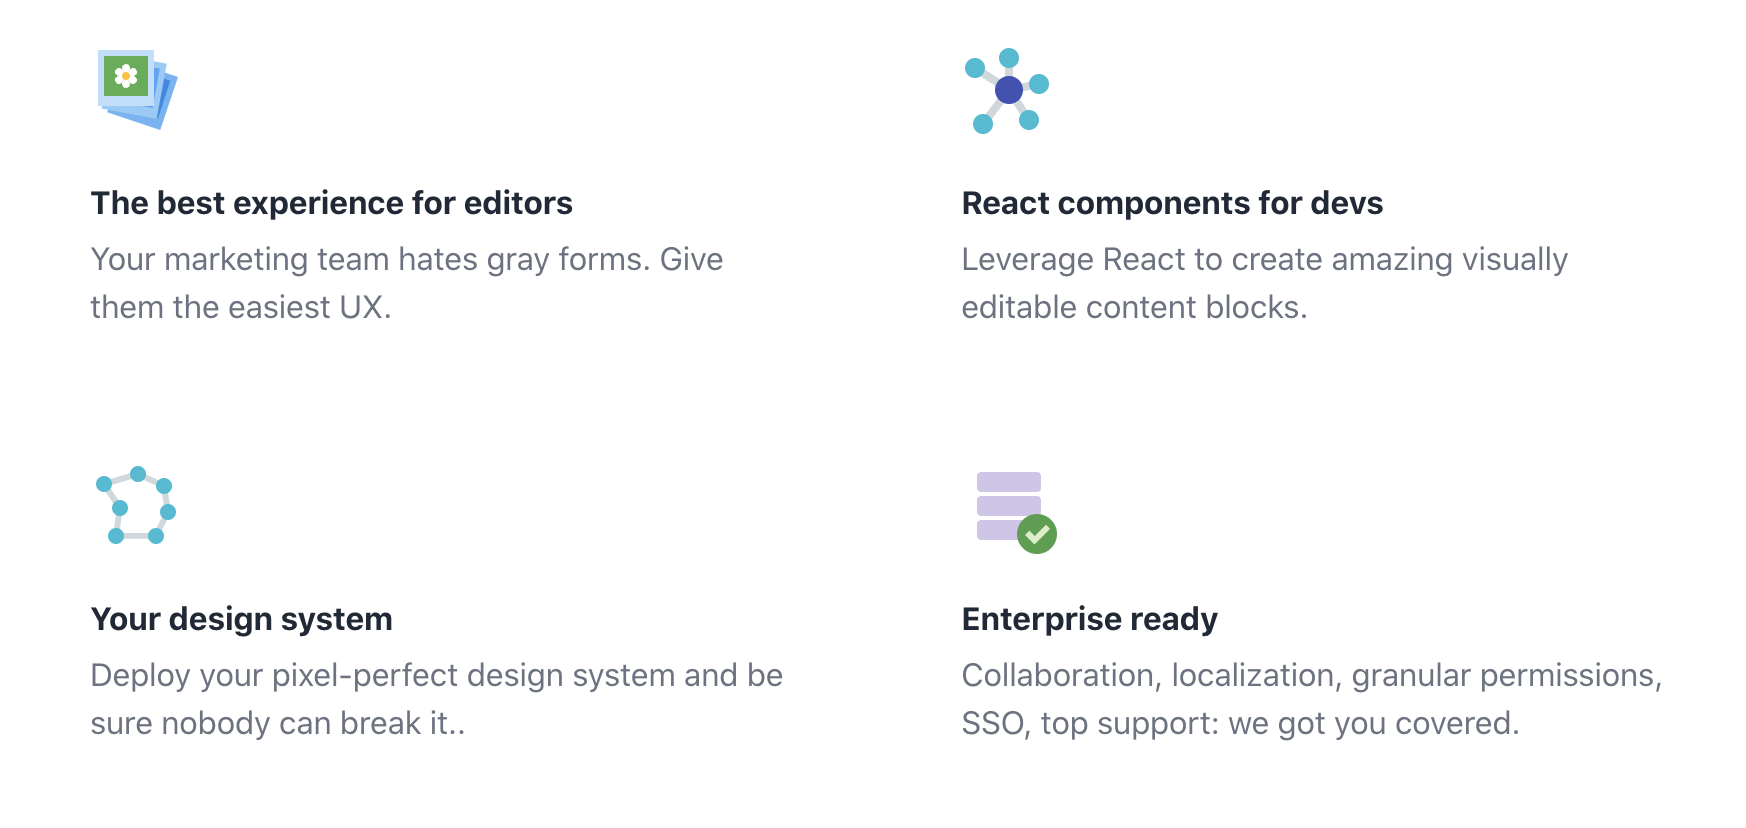 The best experience for editors
Your marketing team hates gray forms. Give
them the easiest UX.
React components for devs
Leverage React to create amazing visually
editable content blocks.
Your design system
Deploy your pixel-perfect design system and be
sure nobody can break it..
Enterprise ready
Collaboration, localization, granular permissions,
SSO, top support: we got you covered.